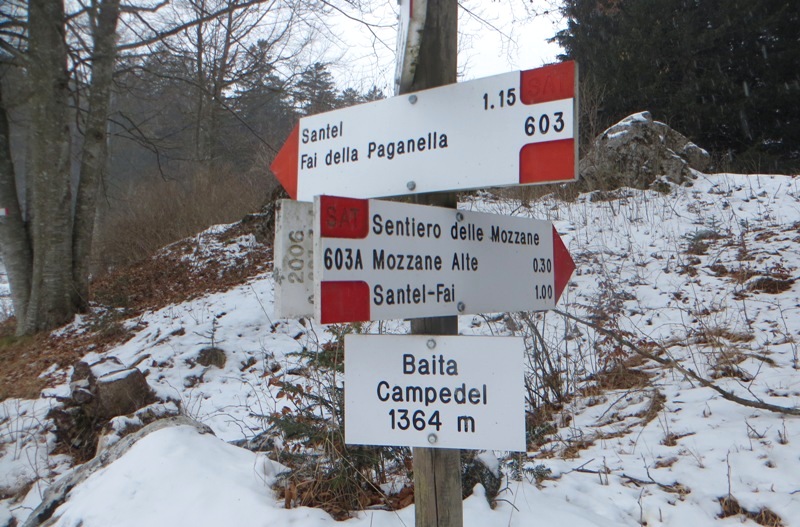 SAT
Santel 1.15
Fai della Paganella 603
SAT Sentiero delle Mozzane
603A Mozzane Alte 0.30
Santel-Fai 1.00
2006
Baita
Campedel
1364 m